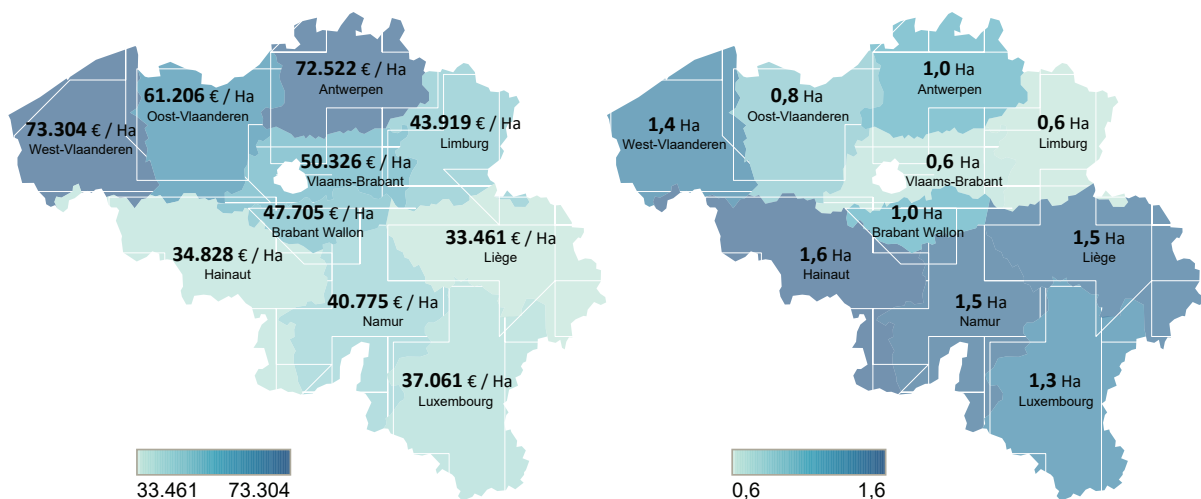 72.522 € / Ha
Antwerpen
61.206 € / Ha
Oost-Vlaanderen
73.304 € / Ha
West-Vlaanderen
43.919 € / Ha
Limburg
50.326 € / Ha
Vlaams-Brabant
47.705 € / Ha
Brabant Wallon
34.828 € / Ha
Hainaut
33.461 € / Ha
Liège
40.775 € / Ha
Namur
37.061 € / Ha
Luxembourg
33.461 73.304
1,0 Ha
Antwerpen
0,8 Ha
Oost-Vlaanderen
1,4 Ha
West-Vlaanderen
0,6 Ha
Limburg
0,6 Ha
Vlaams-Brabant
1,0 Ha
Brabant Wallon
1,6 Ha
Hainaut
1,5 Ha
Liège
1,5 Ha
Namur
1,3 Ha
Luxembourg
0,6 1,6